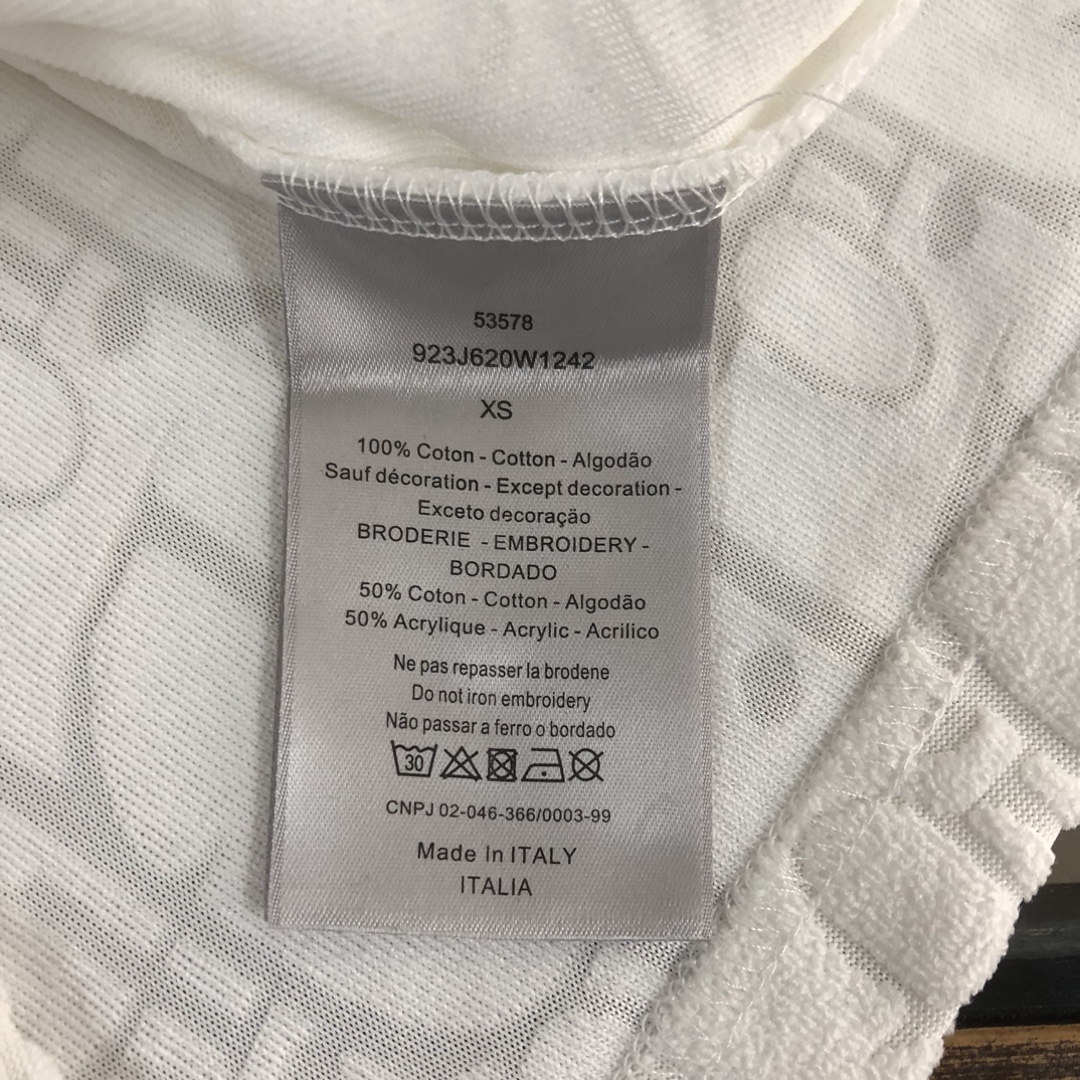 53578
923J620W1242
XS
100% Coton - Cotton - Algodão
Sauf décoration - Except decoration -
Exceto decoração
BRODERIE - EMBROIDERY -
BORDADO
50% Coton - Cotton - Algodão
50% Acrylique - Acrylic - Acrilico
Ne pas repasser la brodene
Do not iron embroidery
Não passar a ferro o bordado
30
CNPJ 02-046-366/0003-99
Made In ITALY
ITALIA